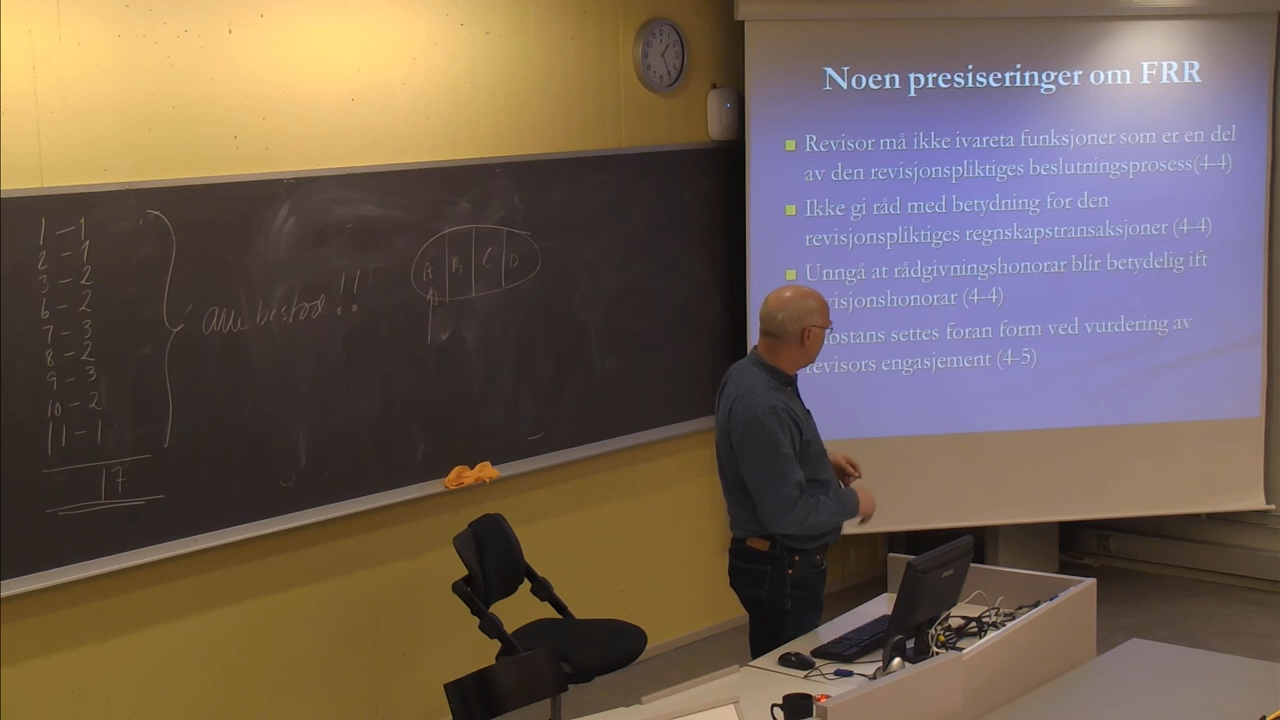 1 - 1
2 - 1
3 - 2
6 - 2
7 - 3
8 - 2
9 - 3
10 - 2
11 - 1
17
bestod!!
A B C D
Noen presiseringer om FRR
Revisor må ikke ivareta funksjoner som er en del
av den revisjonspliktiges beslutningsprosess(4-4)
Ikke gi råd med betydning for den
revisjonspliktiges regnskapstransaksjoner (4-4)
Unngå at rådgivningshonorar blir betydelig ift
visjonshonorar (4-4)
bstans settes foran form ved vurdering av
revisors engasjement (4-5)